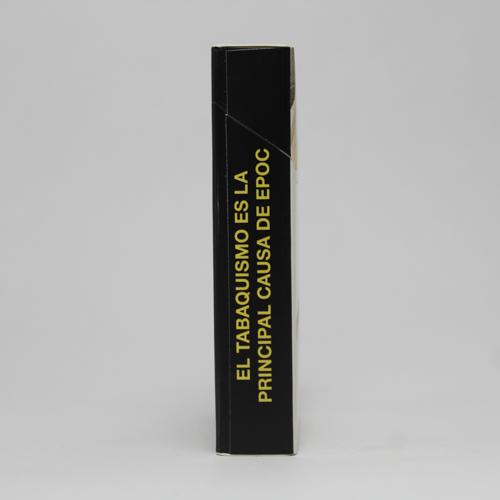 EL TABAQUISMO ES LA
PRINCIPAL CAUSA DE EPOC